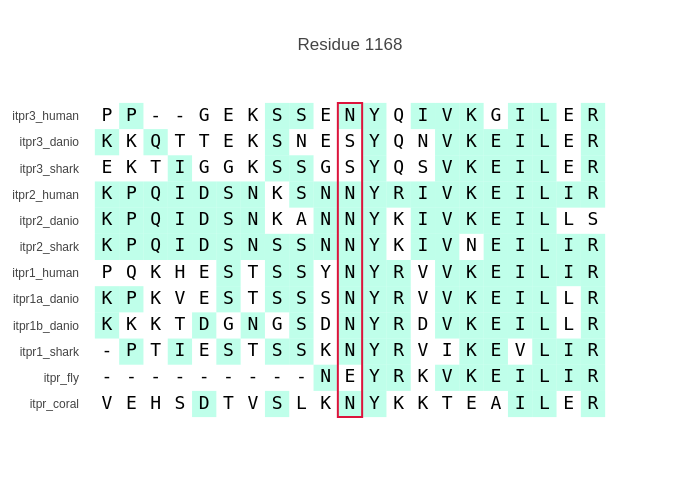 Residue 1168
itpr3_human P P - - G E K S S E N Y Q I V K G I L E R
itpr3_danio K K Q T T E K S N E S Y Q N V K E I L E R
itpr3_shark E K T I G G K S S G S Y Q S V K E I L E R
itpr2_human K P Q I D S N K S N N Y R I V K E I L I R
itpr2_danio K P Q I D S N K A N N Y K I V K E I L L S
itpr2_shark K P Q I D S N S S N N Y K I V N E I L I R
itpr1_human P Q K H E S T S S Y N Y R V V K E I L I R
itpr1a_danio K P K V E S T S S S N Y R V V K E I L L R
itpr1b_danio K K K T D G N G S D N Y R D V K E I L L R
itpr1_shark - P T I E S T S S K N Y R V I K E V L I R
itpr_fly - - - - - - - - - N E Y R K V K E I L I R
itpr_coral V E H S D T V S L K N Y K K T E A I L E R